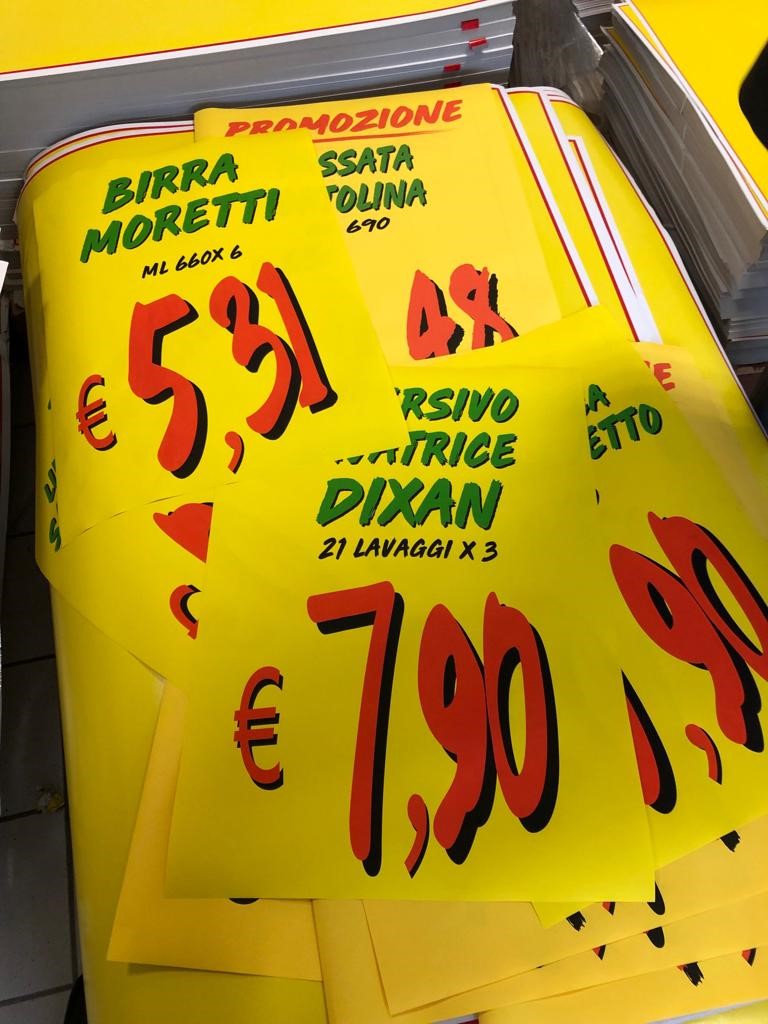 PROMOZIONE
BIRRA
MORETTI
ML 660X 6
€ 5,31
SSATA
TOLINA
690
48
RSIVO
TRICE
DIXAN
21 LAVAGGI X 3
€ 7,90
ETTO
,90